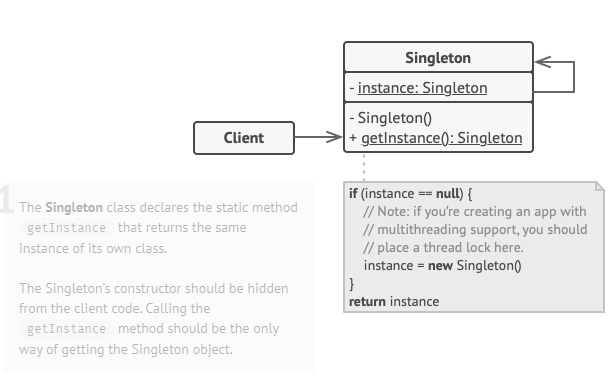 Singleton
- instance: Singleton
- Singleton()
+ getInstance(): Singleton
Client
1
The Singleton class declares the static method
getInstance that returns the same
instance of its own class.
The Singleton's constructor should be hidden
from the client code. Calling the
getInstance method should be the only
way of getting the Singleton object.
if (instance == null) {
// Note: if you're creating an app with
// multithreading support, you should
// place a thread lock here.
instance = new Singleton()
}
return instance